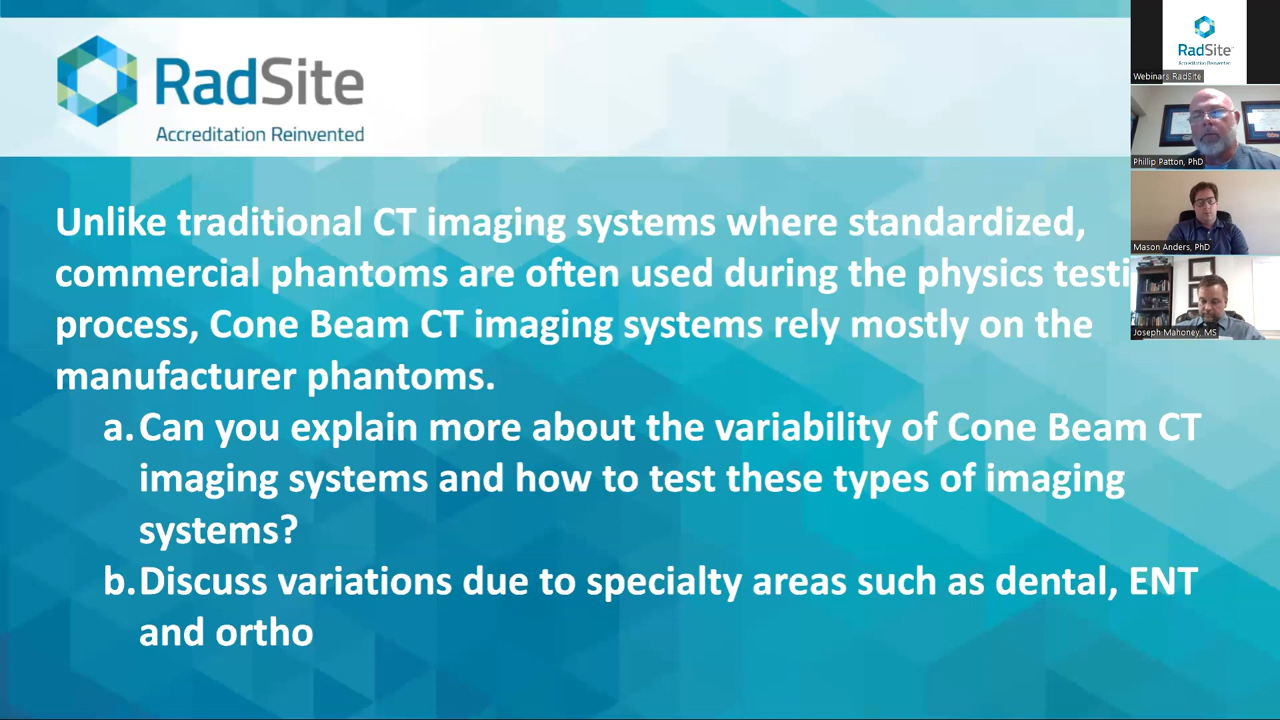 RadSite
Accreditation Reinvented
Unlike traditional CT imaging systems where standardized,
commercial phantoms are often used during the physics testi
process, Cone Beam CT imaging systems rely mostly on the
manufacturer phantoms.
a. Can you explain more about the variability of Cone Beam CT
imaging systems and how to test these types of imaging
systems?
b. Discuss variations due to specialty areas such as dental, ENT
and ortho
RadSite
Accreditation Reinvented
Webinars RadSite
Phillip Patton, PhD
Mason Anders, PhD
Joseph Mahoney, MS